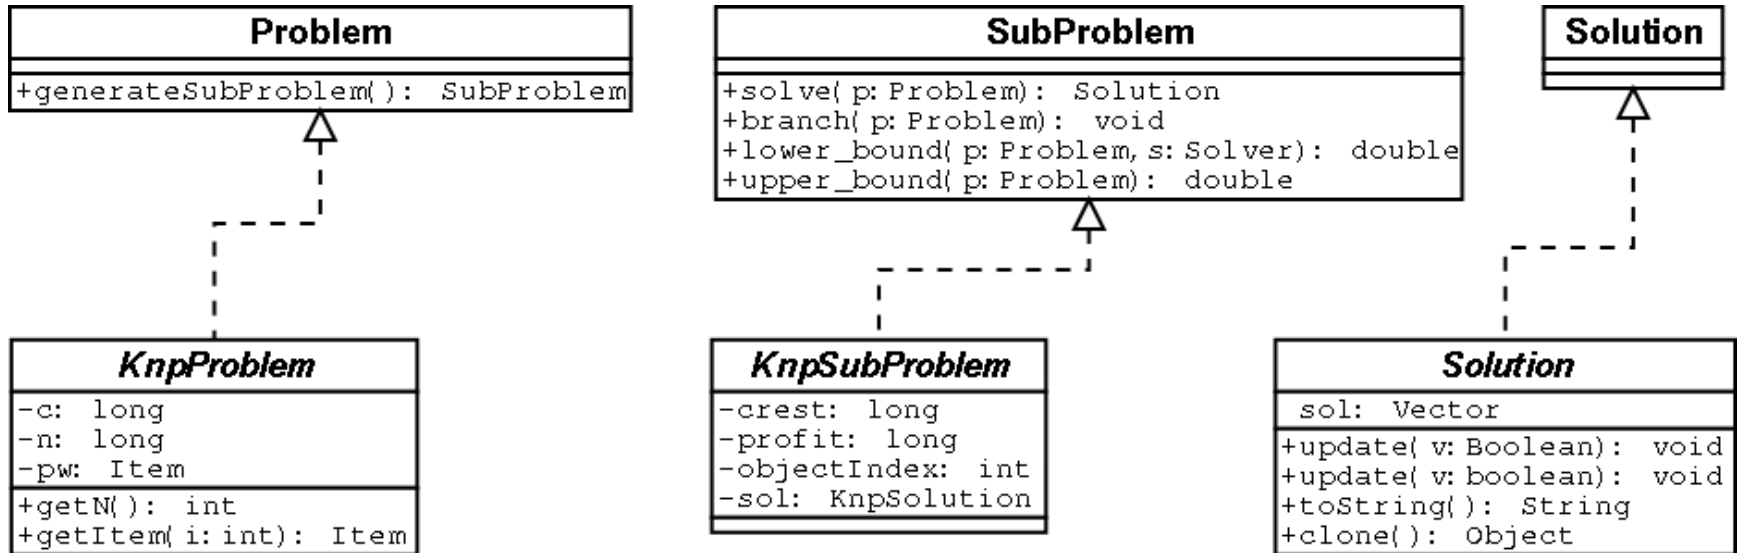 Problem
+generateSubProblem(): SubProblem
SubProblem
+solve(p:Problem): Solution
+branch(p:Problem): void
+lower_bound(p:Problem,s:Solver): double
+upper_bound(p:Problem): double
Solution
KnpProblem
-c: long
-n: long
-pw: Item
+getN(): int
+getItem(i:int): Item
KnpSubProblem
-crest: long
-profit: long
-objectIndex: int
-sol: KnpSolution
Solution
sol: Vector
+update(v:Boolean): void
+update(v:boolean): void
+toString(): String
+clone(): Object